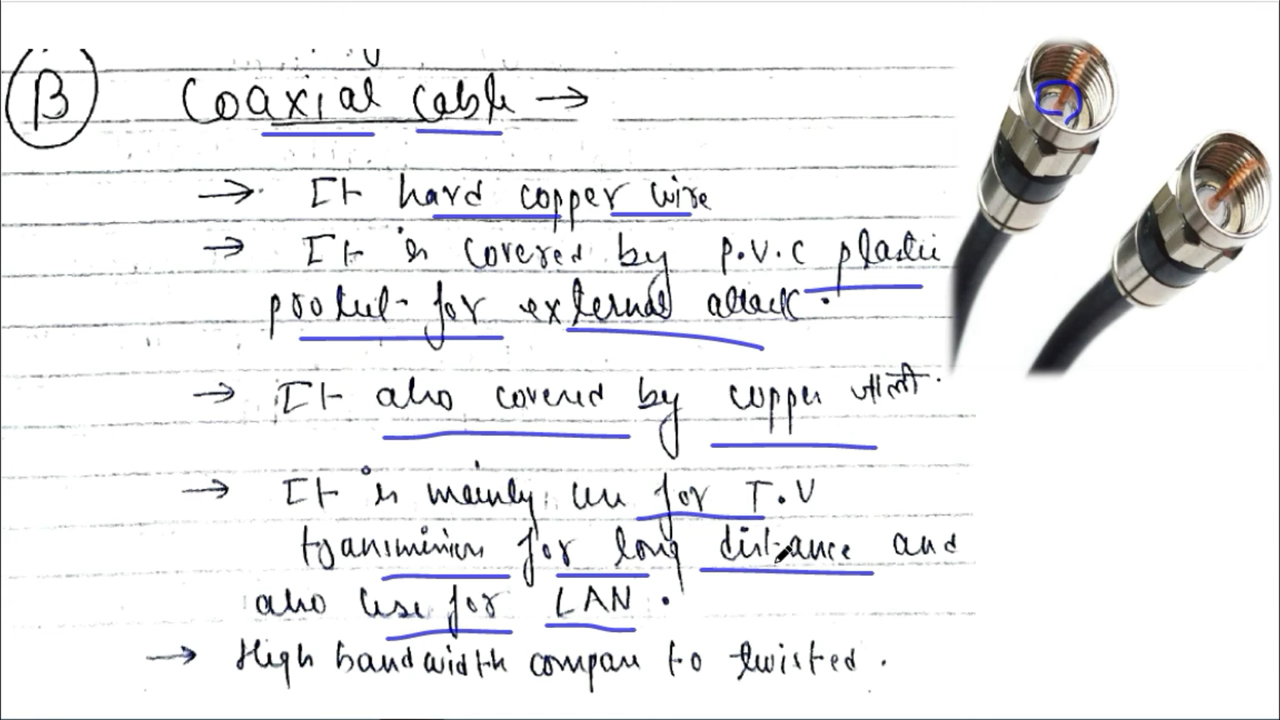 B Coaxial Cable →
→ It hard copper wire
→ It is covered by P.V.C plastic
protect for external attack.
→ It also covered by copper जाली.
→ It is mainly use for T.V
transmission for long distance and
also use for LAN.
→ High bandwidth compare to twisted.